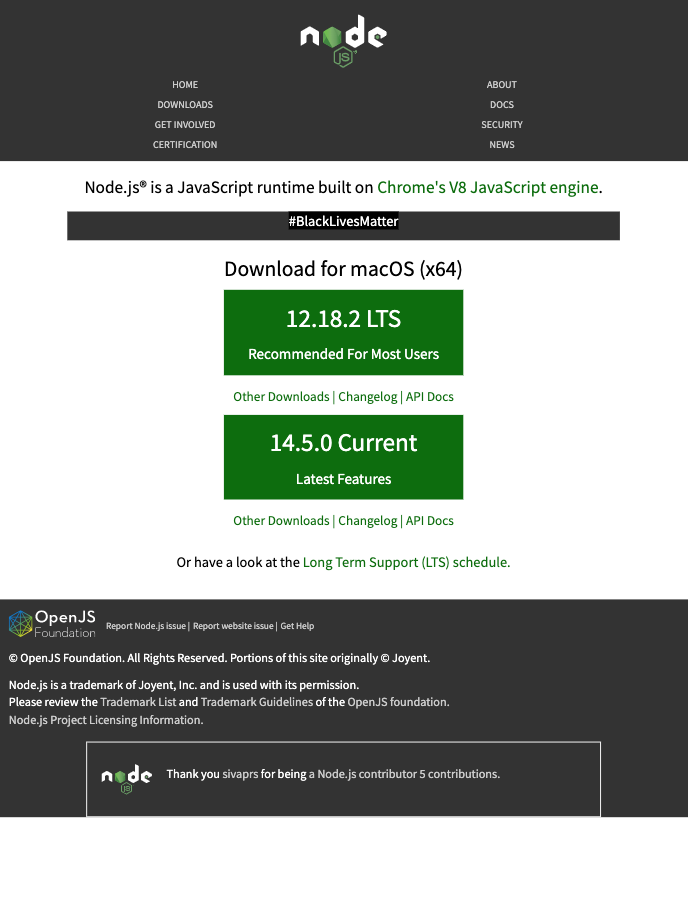 node
JS
HOME
ABOUT
DOWNLOADS
DOCS
GET INVOLVED
SECURITY
CERTIFICATION
NEWS
Node.js® is a JavaScript runtime built on Chrome's V8 JavaScript engine.
#BlackLivesMatter
Download for macOS (x64)
12.18.2 LTS
Recommended For Most Users
Other Downloads | Changelog | API Docs
14.5.0 Current
Latest Features
Other Downloads | Changelog | API Docs
Or have a look at the Long Term Support (LTS) schedule.
OpenJS
Foundation
Report Node.js issue | Report website issue | Get Help
© OpenJS Foundation. All Rights Reserved. Portions of this site originally © Joyent.
Node.js is a trademark of Joyent, Inc. and is used with its permission.
Please review the Trademark List and Trademark Guidelines of the OpenJS foundation.
Node.js Project Licensing Information.
node
JS
Thank you sivaprs for being a Node.js contributor 5 contributions.